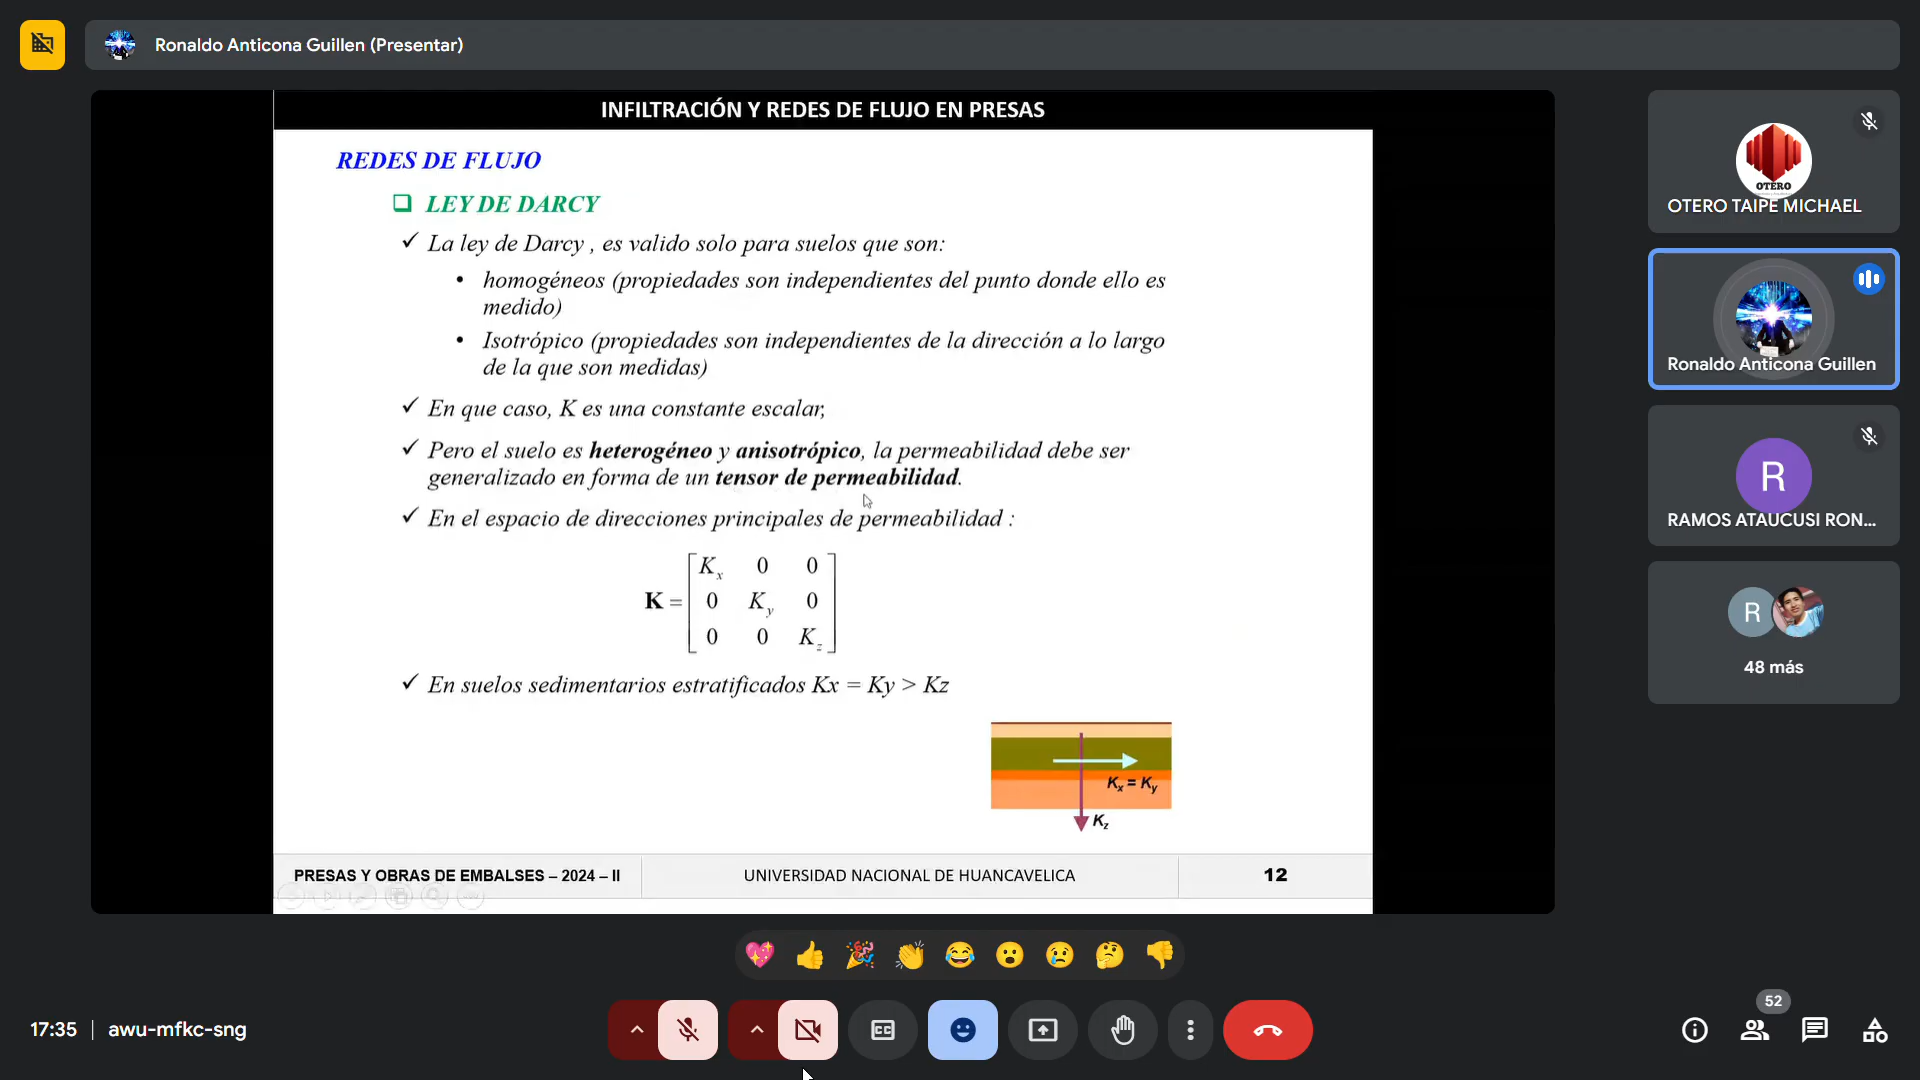 Ronaldo Anticona Guillen (Presentar)
INFILTRACIÓN Y REDES DE FLUJO EN PRESAS
REDES DE FLUJO
❑ LEY DE DARCY
✓ La ley de Darcy , es valido solo para suelos que son:
• homogéneos (propiedades son independientes del punto donde ello es
medido)
• Isotrópico (propiedades son independientes de la dirección a lo largo
de la que son medidas)
✓ En que caso, K es una constante escalar,
✓ Pero el suelo es heterogéneo y anisotrópico, la permeabilidad debe ser
generalizado en forma de un tensor de permeabilidad.
✓ En el espacio de direcciones principales de permeabilidad :
Kx 0 0
K = 0 Ky 0
0 0 Kz
✓ En suelos sedimentarios estratificados Kx = Ky > Kz
Kx = Ky
Kz
PRESAS Y OBRAS DE EMBALSES – 2024 – II
UNIVERSIDAD NACIONAL DE HUANCAVELICA
12
OTERO
OTERO TAIPE MICHAEL
Ronaldo Anticona Guillen
R
RAMOS ATAUCUSI RON...
R
48 más
17:35 | awu-mfkc-sng
CC
52